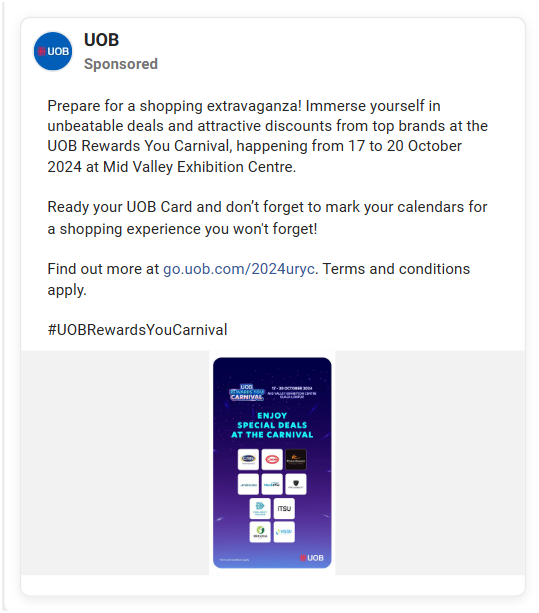 UOB
UOB
Sponsored
Prepare for a shopping extravaganza! Immerse yourself in
unbeatable deals and attractive discounts from top brands at the
UOB Rewards You Carnival, happening from 17 to 20 October
2024 at Mid Valley Exhibition Centre.
Ready your UOB Card and don’t forget to mark your calendars for
a shopping experience you won't forget!
Find out more at go.uob.com/2024uryc. Terms and conditions
apply.
#UOBRewardsYouCarnival
UOB
REWARDS YOU
CARNIVAL
17 - 20 OCTOBER 2024
MID VALLEY EXHIBITION CENTRE
KUALA LUMPUR
ENJOY
SPECIAL DEALS
AT THE CARNIVAL
iTSU
UOB